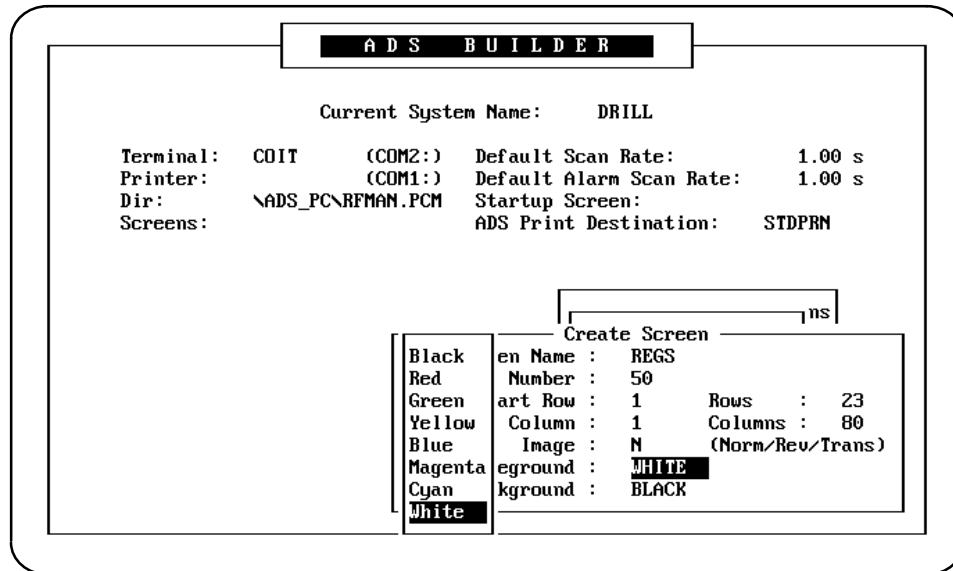 ADS BUILDER
Current System Name: DRILL
Terminal: COIT (COM2:) Default Scan Rate: 1.00 s
Printer: (COM1:) Default Alarm Scan Rate: 1.00 s
Dir: \ADS_PC\RFMAN.PCM Startup Screen:
Screens: ADS Print Destination: STDPRN
ns
Create Screen
Black en Name : REGS
Red Number : 50
Green art Row : 1 Rows : 23
Yellow Column : 1 Columns : 80
Blue Image : N (Norm/Rev/Trans)
Magenta eground : WHITE
Cyan kground : BLACK
White